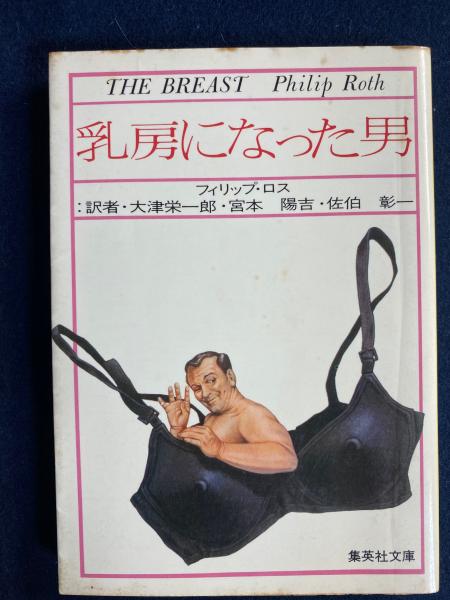 THE BREAST Philip Roth
乳房になった男
フィリップ・ロス
:訳者・大津栄一郎・宮本 陽吉・佐伯 彰一
集英社文庫